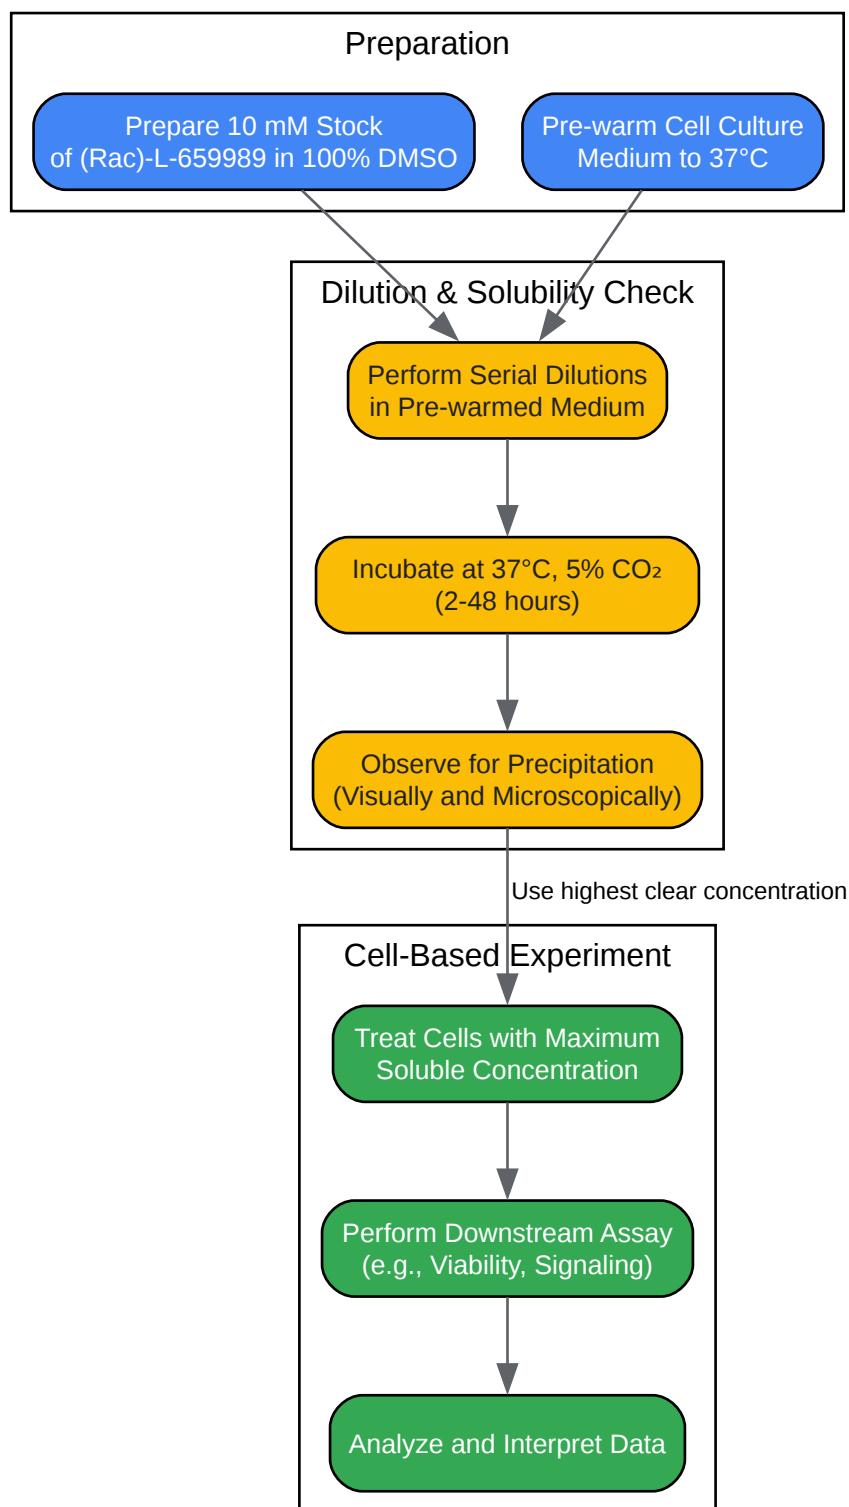 Preparation
Prepare 10 mM Stock
of (Rac)-L-659989 in 100% DMSO
Pre-warm Cell Culture
Medium to 37°C
Dilution & Solubility Check
Perform Serial Dilutions
in Pre-warmed Medium
Incubate at 37°C, 5% CO₂
(2-48 hours)
Observe for Precipitation
(Visually and Microscopically)
Use highest clear concentration
Cell-Based Experiment
Treat Cells with Maximum
Soluble Concentration
Perform Downstream Assay
(e.g., Viability, Signaling)
Analyze and Interpret Data